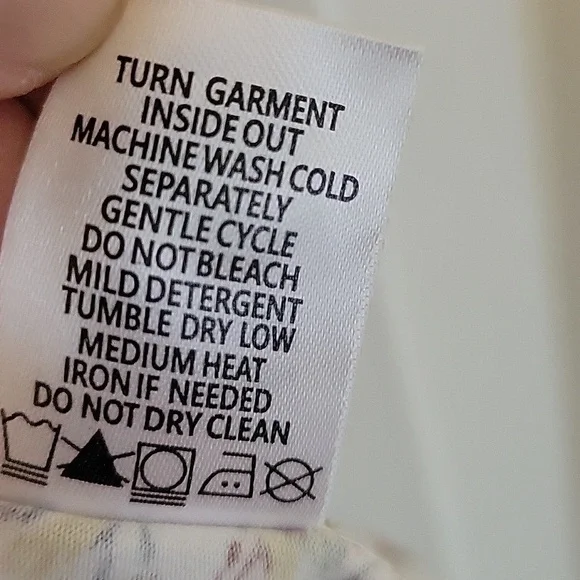 TURN GARMENT
INSIDE OUT
MACHINE WASH COLD
SEPARATELY
GENTLE CYCLE
DO NOT BLEACH
MILD DETERGENT
TUMBLE DRY LOW
MEDIUM HEAT
IRON IF NEEDED
DO NOT DRY CLEAN